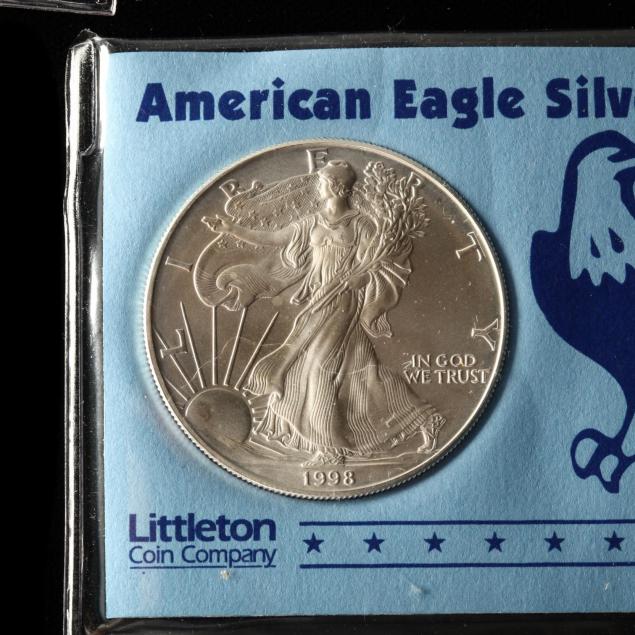 American Eagle Silv
LIBERTY
IN GOD
WE TRUST
1998
Littleton
Coin Company